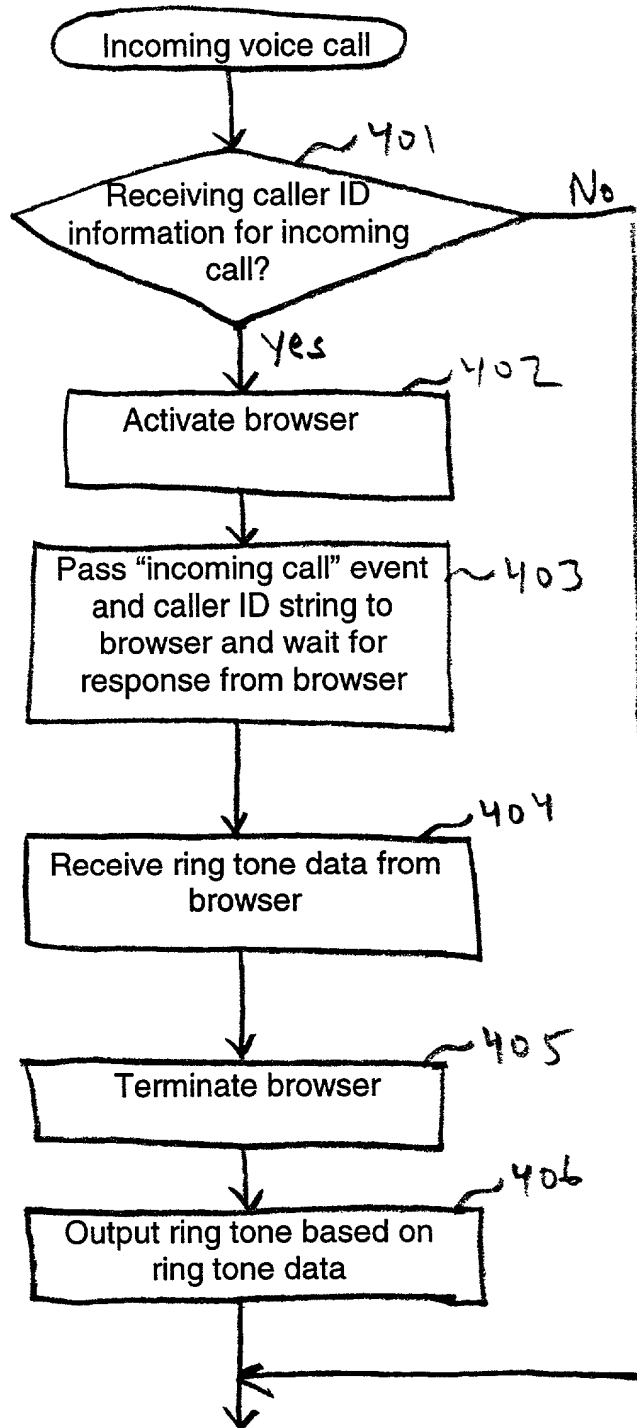 Incoming voice call
401
Receiving caller ID
information for incoming
call?
No
yes
402
Activate browser
Pass “incoming call” event
and caller ID string to
browser and wait for
response from browser
403
404
Receive ring tone data from
browser
405
Terminate browser
406
Output ring tone based on
ring tone data